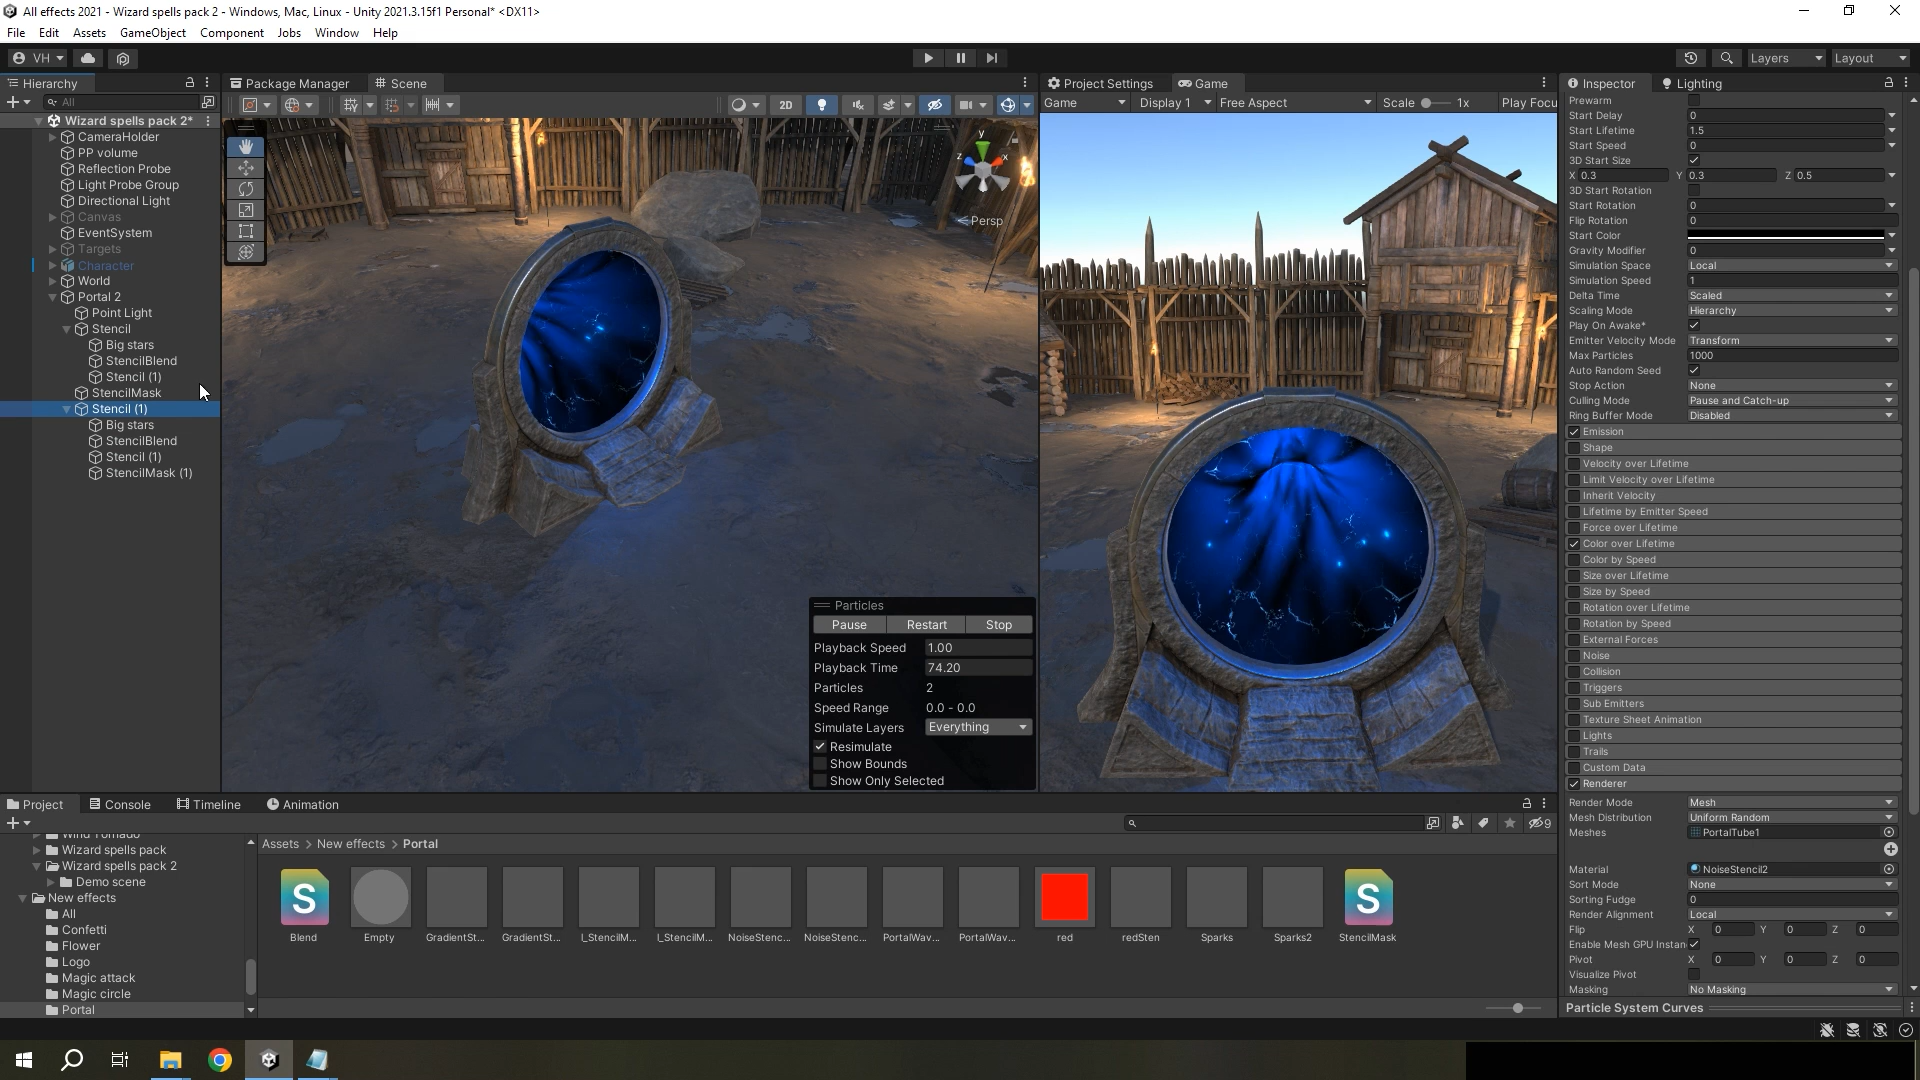 All effects 2021 - Wizard spells pack 2 - Windows, Mac, Linux - Unity 2021.3.15f1 Personal* <DX11>
File Edit Assets GameObject Component Jobs Window Help
VH
Layers
Layout
Hierarchy
All
Wizard spells pack 2*
CameraHolder
PP volume
Reflection Probe
Light Probe Group
Directional Light
Canvas
EventSystem
Targets
Character
World
Portal 2
Point Light
Stencil
Big stars
StencilBlend
Stencil (1)
StencilMask
Stencil (1)
Big stars
StencilBlend
Stencil (1)
StencilMask (1)
Package Manager
Scene
2D
y
z
x
Persp
Particles
Pause Restart Stop
Playback Speed 1.00
Playback Time 74.20
Particles 2
Speed Range 0.0 - 0.0
Simulate Layers Everything
Resimulate
Show Bounds
Show Only Selected
Project Settings
Game
Game Display 1 Free Aspect Scale 1x Play Focu
Inspector
Lighting
Prewarm
Start Delay 0
Start Lifetime 1.5
Start Speed 0
3D Start Size
X 0.3 Y 0.3 Z 0.5
3D Start Rotation
Start Rotation 0
Flip Rotation 0
Start Color
Gravity Modifier 0
Simulation Space Local
Simulation Speed 1
Delta Time Scaled
Scaling Mode Hierarchy
Play On Awake*
Emitter Velocity Mode Transform
Max Particles 1000
Auto Random Seed
Stop Action None
Culling Mode Pause and Catch-up
Ring Buffer Mode Disabled
Emission
Shape
Velocity over Lifetime
Limit Velocity over Lifetime
Inherit Velocity
Lifetime by Emitter Speed
Force over Lifetime
Color over Lifetime
Color by Speed
Size over Lifetime
Size by Speed
Rotation over Lifetime
Rotation by Speed
External Forces
Noise
Collision
Triggers
Sub Emitters
Texture Sheet Animation
Lights
Trails
Custom Data
Renderer
Render Mode Mesh
Mesh Distribution Uniform Random
Meshes PortalTube1
Material NoiseStencil2
Sort Mode None
Sorting Fudge 0
Render Alignment Local
Flip X 0 Y 0 Z 0
Enable Mesh GPU Instan
Pivot X 0 Y 0 Z 0
Visualize Pivot
Masking No Masking
Particle System Curves
Project
Console
Timeline
Animation
9
Wind Tornado
Wizard spells pack
Wizard spells pack 2
Demo scene
New effects
All
Confetti
Flower
Logo
Magic attack
Magic circle
Portal
Assets > New effects > Portal
S
S
Blend Empty GradientSt... GradientSt... I_StencilM... I_StencilM... NoiseStenc... NoiseStenc... PortalWav... PortalWav... red redSten Sparks Sparks2 StencilMask